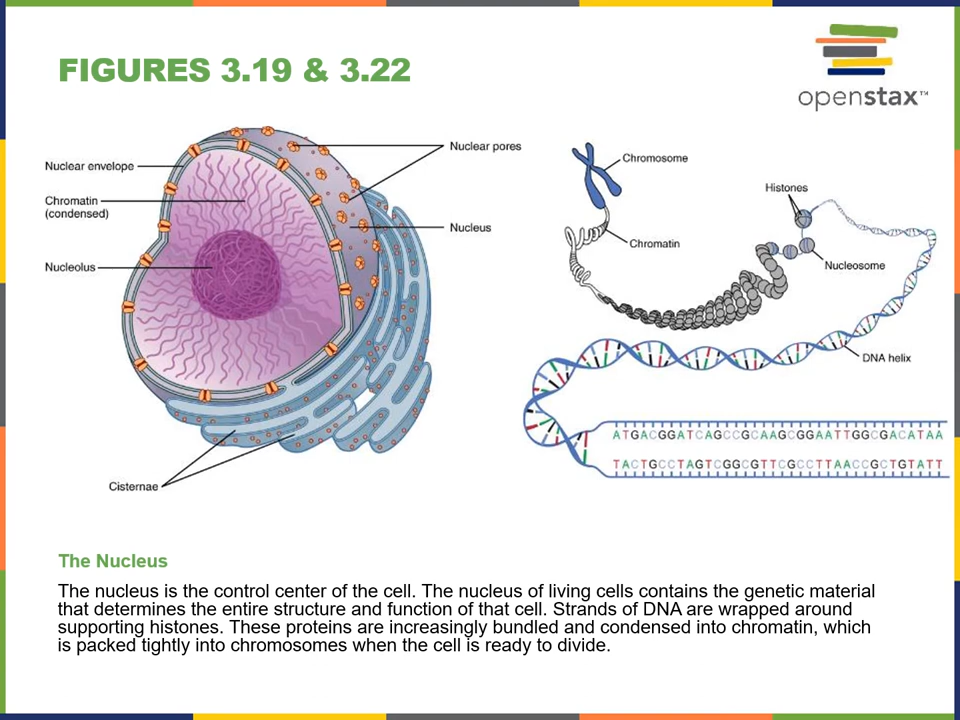 FIGURES 3.19 & 3.22
openstax™
Nuclear envelope
Chromatin
(condensed)
Nucleolus
Nuclear pores
Nucleus
Cisternae
Chromosome
Chromatin
Histones
Nucleosome
DNA helix
ATGACGGATCAGCCGCAAGCGGAATTGGCGACATAA
TACTGCCTAGTCGGCGTTCGCCTTAACCGCTGTATT
The Nucleus
The nucleus is the control center of the cell. The nucleus of living cells contains the genetic material
that determines the entire structure and function of that cell. Strands of DNA are wrapped around
supporting histones. These proteins are increasingly bundled and condensed into chromatin, which
is packed tightly into chromosomes when the cell is ready to divide.